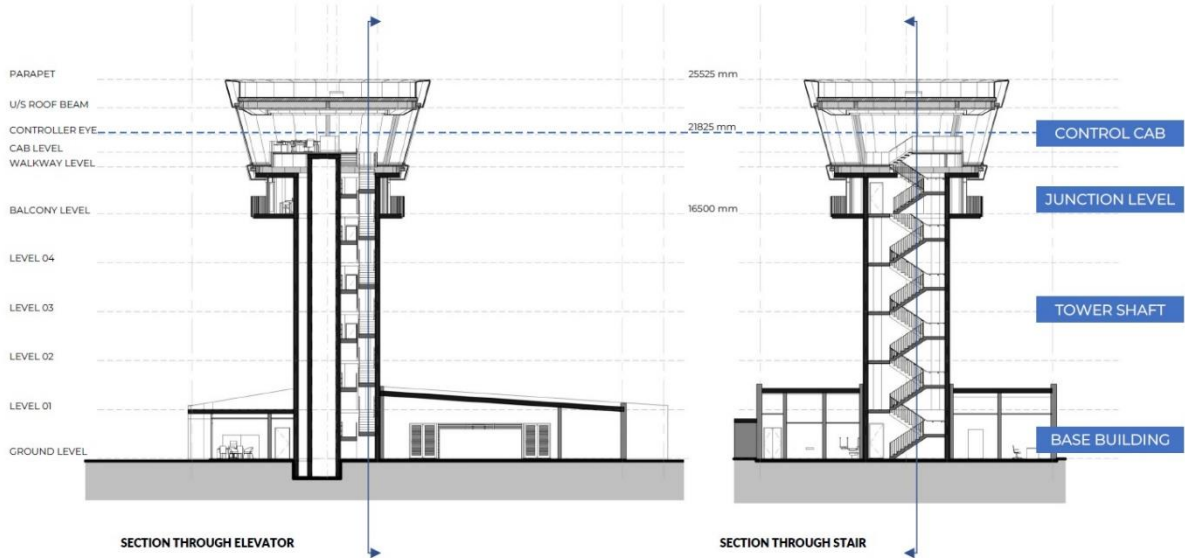 PARAPET
25525 mm
U/S ROOF BEAM
CONTROLLER EYE
21825 mm
CONTROL CAB
CAB LEVEL
WALKWAY LEVEL
JUNCTION LEVEL
BALCONY LEVEL
16500 mm
LEVEL 04
LEVEL 03
TOWER SHAFT
LEVEL 02
LEVEL 01
BASE BUILDING
GROUND LEVEL
SECTION THROUGH ELEVATOR
SECTION THROUGH STAIR